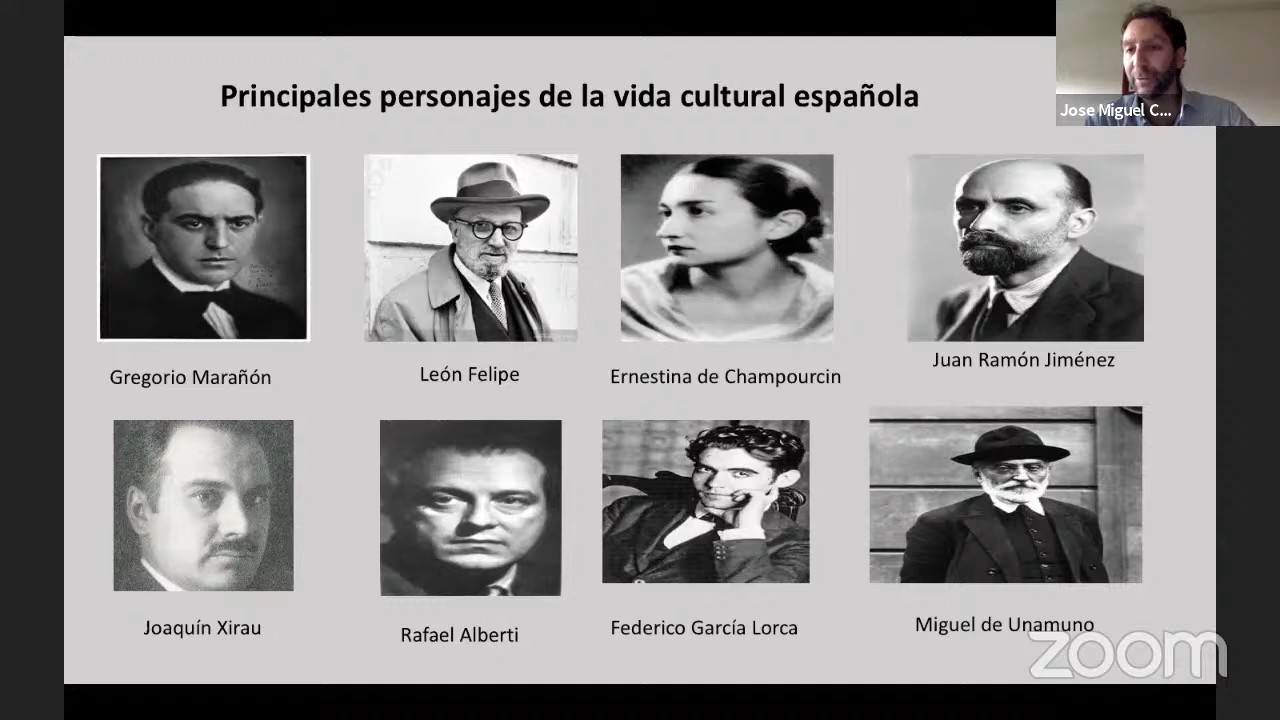 Principales personajes de la vida cultural española
Jose Miguel C...
Gregorio Marañón
León Felipe
Ernestina de Champourcin
Juan Ramón Jiménez
Joaquín Xirau
Rafael Alberti
Federico García Lorca
Miguel de Unamuno
zoom